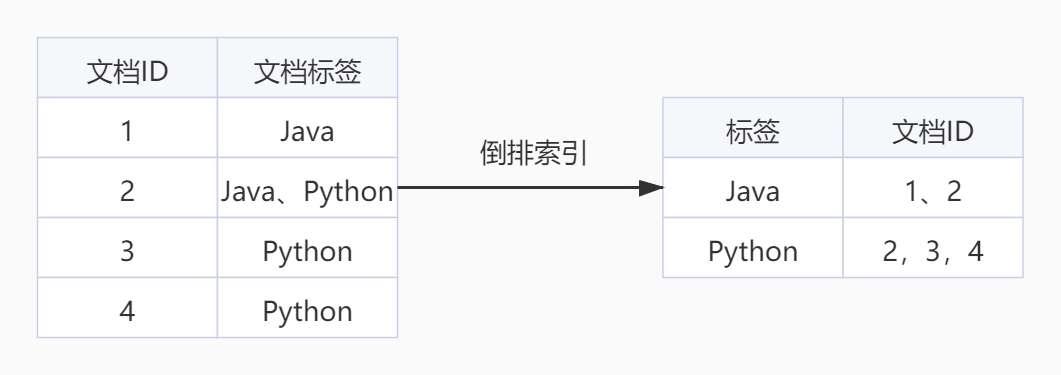 文档ID 文档标签
1 Java
2 Java、Python
3 Python
4 Python
倒排索引
标签 文档ID
Java 1、2
Python 2，3，4